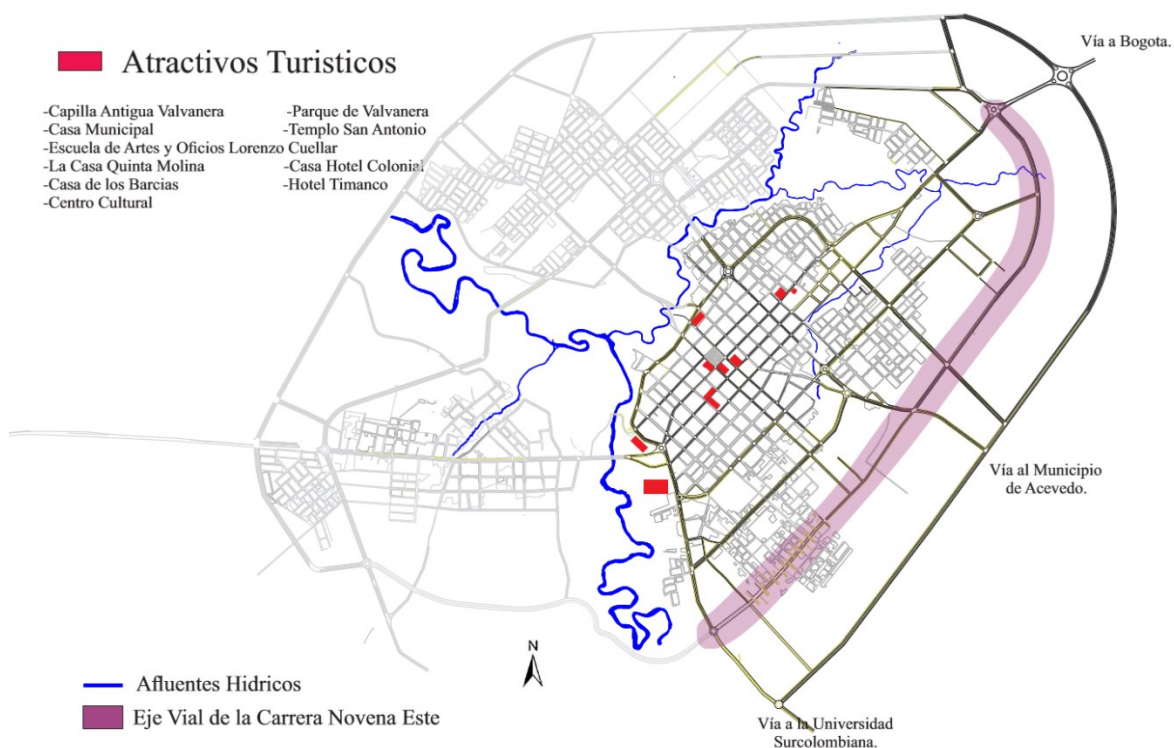 Atractivos Turisticos
-Capilla Antigua Valvanera
-Casa Municipal
-Escuela de Artes y Oficios Lorenzo Cuellar
-La Casa Quinta Molina
-Casa de los Barcias
-Centro Cultural
-Parque de Valvanera
-Templo San Antonio
-Casa Hotel Colonial
-Hotel Timanco
Vía a Bogota.
Vía al Municipio
de Acevedo.
N
Afluentes Hidricos
Eje Vial de la Carrera Novena Este
Vía a la Universidad
Surcolombiana.